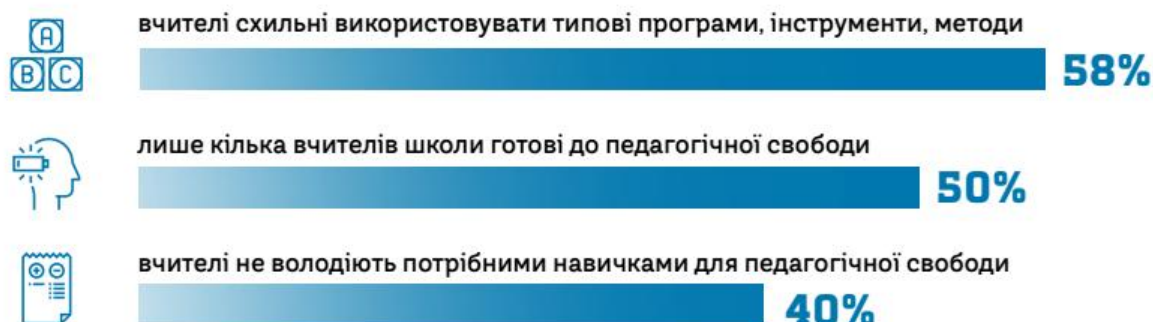 A
B C
вчителі схильні використовувати типові програми, інструменти, методи
58%
лише кілька вчителів школи готові до педагогічної свободи
50%
вчителі не володіють потрібними навичками для педагогічної свободи
40%